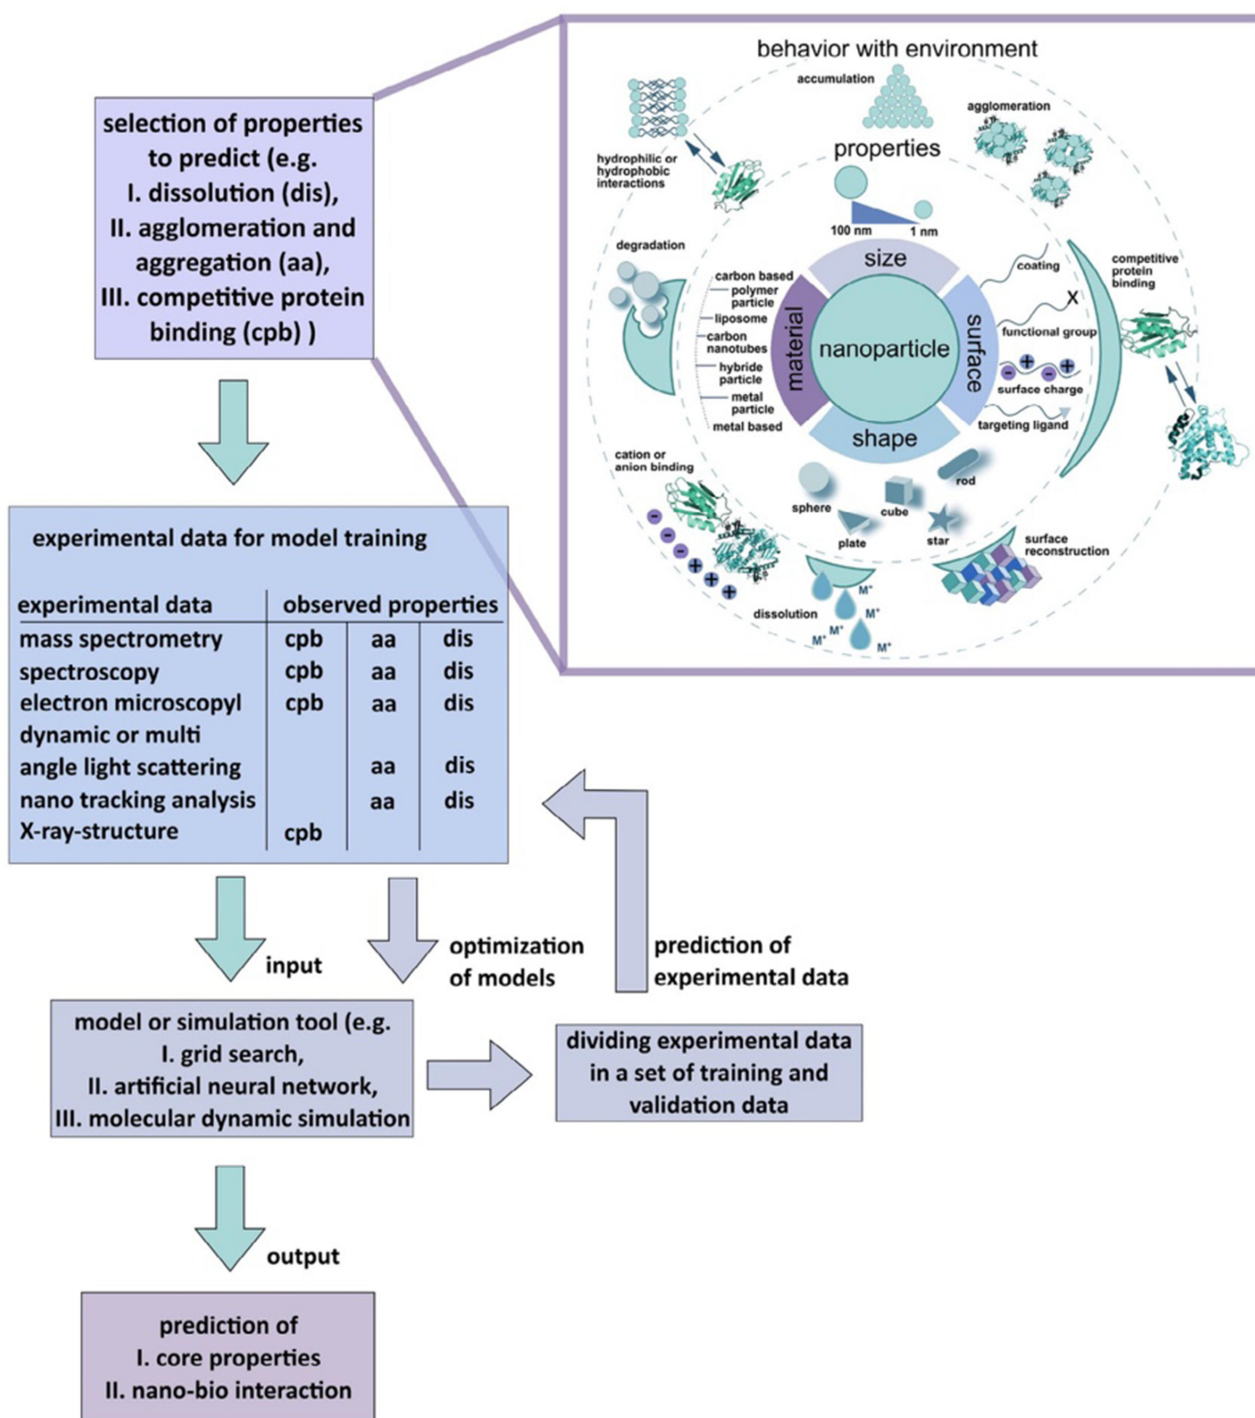 selection of properties
to predict (e.g.
I. dissolution (dis),
II. agglomeration and
aggregation (aa),
III. competitive protein
binding (cpb) )
behavior with environment
accumulation
agglomeration
hydrophilic or
hydrophobic
interactions
properties
100 nm
1 nm
degradation
size
material
nanoparticle
surface
shape
carbon based
polymer
particle
liposome
carbon
nanotubes
hybride
particle
metal
particle
metal based
coating
X
functional group
+ +
- -
surface charge
targeting ligand
competitive
protein
binding
cation or
anion binding
- - - + + + +
sphere
plate
cube
star
rod
surface
reconstruction
dissolution
M⁺
M⁺
M⁺
M⁺
experimental data for model training
experimental data observed properties
mass spectrometry cpb aa dis
spectroscopy cpb aa dis
electron microscopyl cpb aa dis
dynamic or multi
angle light scattering aa dis
nano tracking analysis aa dis
X-ray-structure cpb
input
optimization
of models
prediction of
experimental data
model or simulation tool (e.g.
I. grid search,
II. artificial neural network,
III. molecular dynamic simulation
dividing experimental data
in a set of training and
validation data
output
prediction of
I. core properties
II. nano-bio interaction